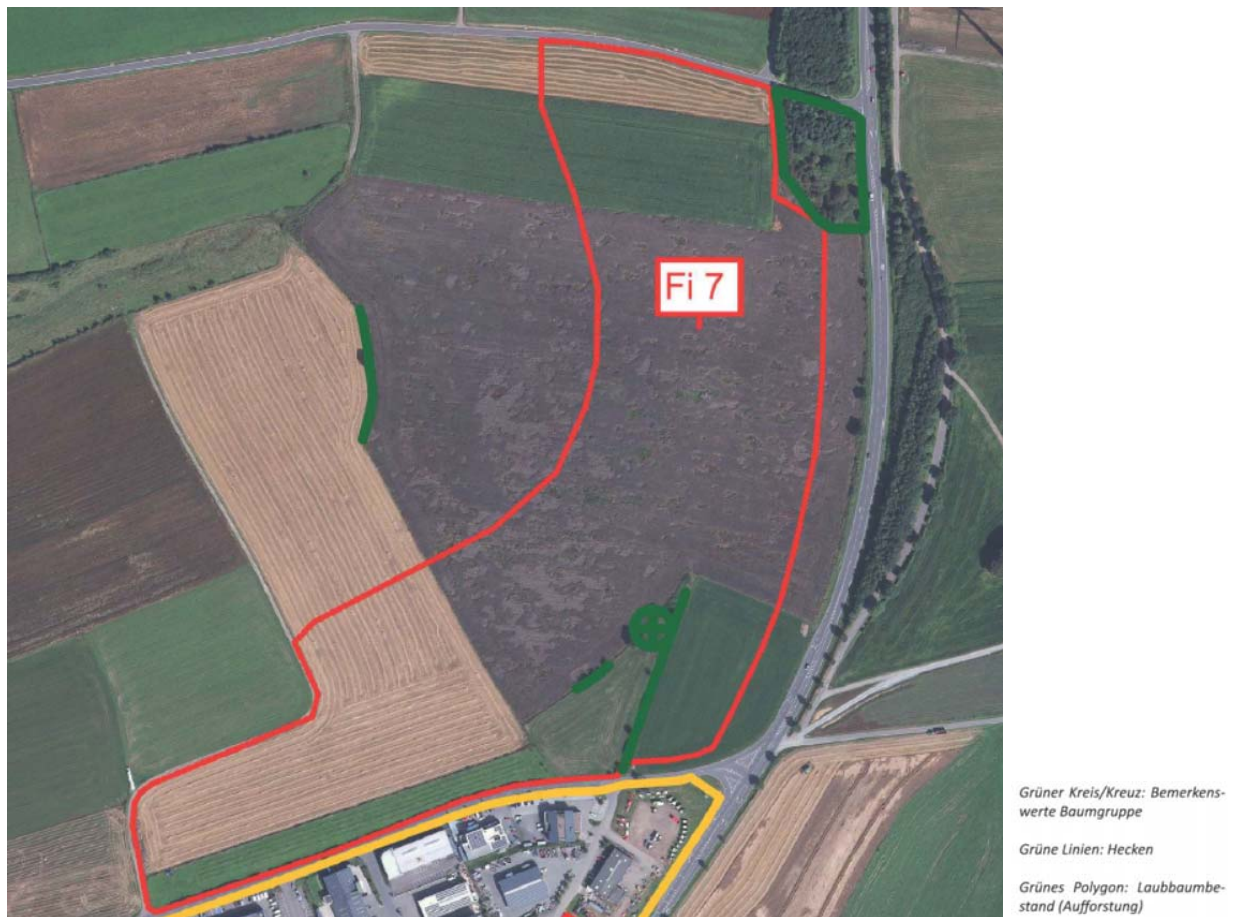 Fi 7
Grüner Kreis/Kreuz: Bemerkens-
werte Baumgruppe
Grüne Linien: Hecken
Grünes Polygon: Laubbaumbe-
stand (Aufforstung)